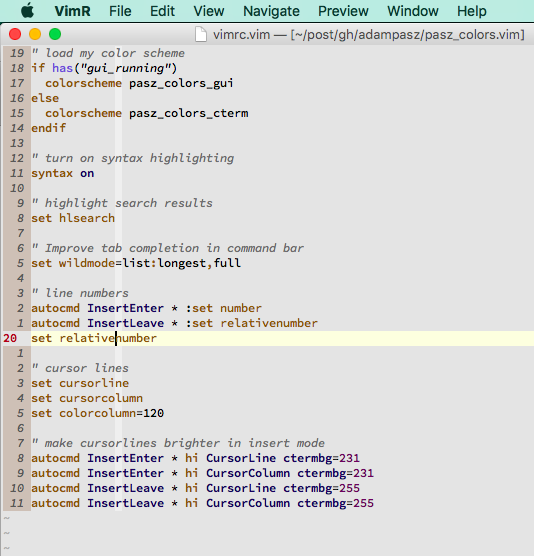 VimR File Edit View Navigate Preview Window Help
vimrc.vim — [~/post/gh/adampasz/pasz_colors.vim]
19 " load my color scheme
18 if has("gui_running")
17   colorscheme pasz_colors_gui
16 else
15   colorscheme pasz_colors_cterm
14 endif
13
12 " turn on syntax highlighting
11 syntax on
10
9 " highlight search results
8 set hlsearch
7
6 " Improve tab completion in command bar
5 set wildmode=list:longest,full
4
3 " line numbers
2 autocmd InsertEnter * :set number
1 autocmd InsertLeave * :set relativenumber
20 set relativenumber
1
2 " cursor lines
3 set cursorline
4 set cursorcolumn
5 set colorcolumn=120
6
7 " make cursorlines brighter in insert mode
8 autocmd InsertEnter * hi CursorLine ctermbg=231
9 autocmd InsertEnter * hi CursorColumn ctermbg=231
10 autocmd InsertLeave * hi CursorLine ctermbg=255
11 autocmd InsertLeave * hi CursorColumn ctermbg=255
~
~
~